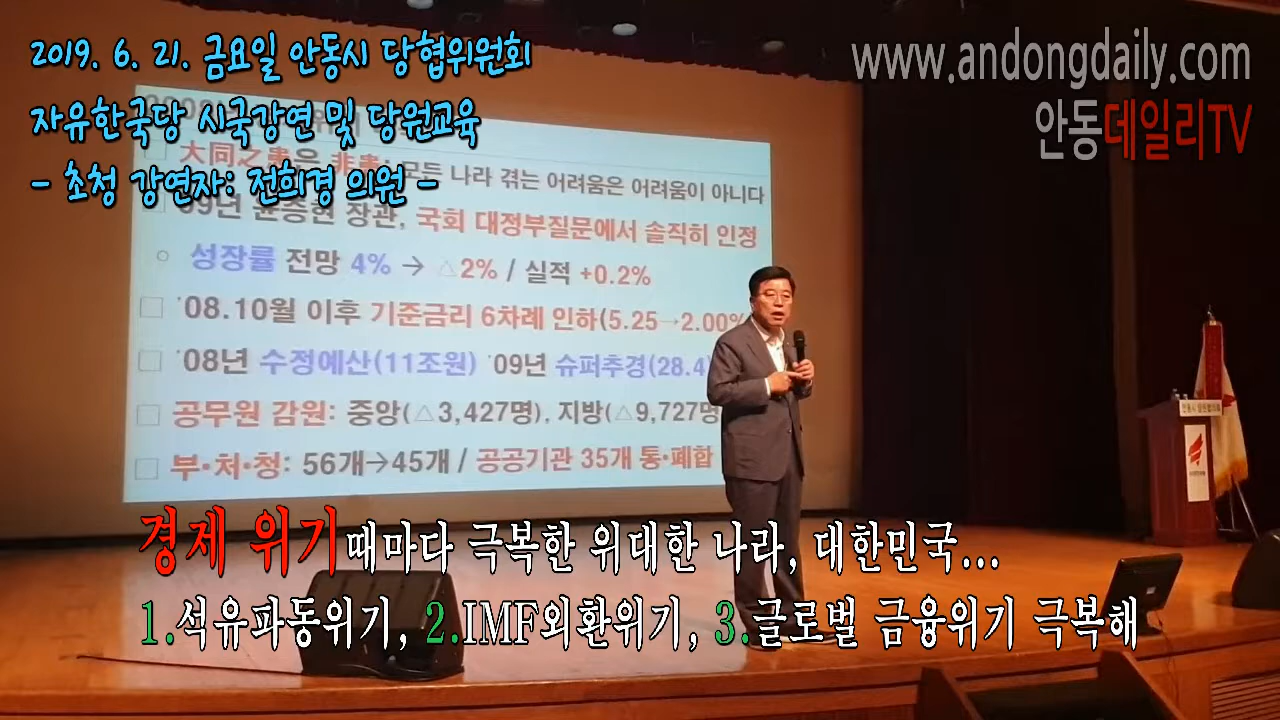 2019. 6. 21. 금요일 안동시 당협위원회
자유한국당 시국강연 및 당원교육
- 초청 강연자: 전희경 의원 -
www.andongdaily.com
안동데일리TV
大同之患은 非患: 모든 나라 겪는 어려움은 어려움이 아니다
09년 윤증현 장관, 국회 대정부질문에서 솔직히 인정
○ 성장률 전망 4% → △2% / 실적 +0.2%
□ '08.10월 이후 기준금리 6차례 인하(5.25→2.00%
□ '08년 수정예산(11조원) '09년 슈퍼추경(28.4
□ 공무원 감원: 중앙(△3,427명), 지방(△9,727명
□ 부·처·청: 56개→45개 / 공공기관 35개 통·폐합
안동시 당원협의회
경제 위기때마다 극복한 위대한 나라, 대한민국...
1.석유파동위기, 2.IMF외환위기, 3.글로벌 금융위기 극복해